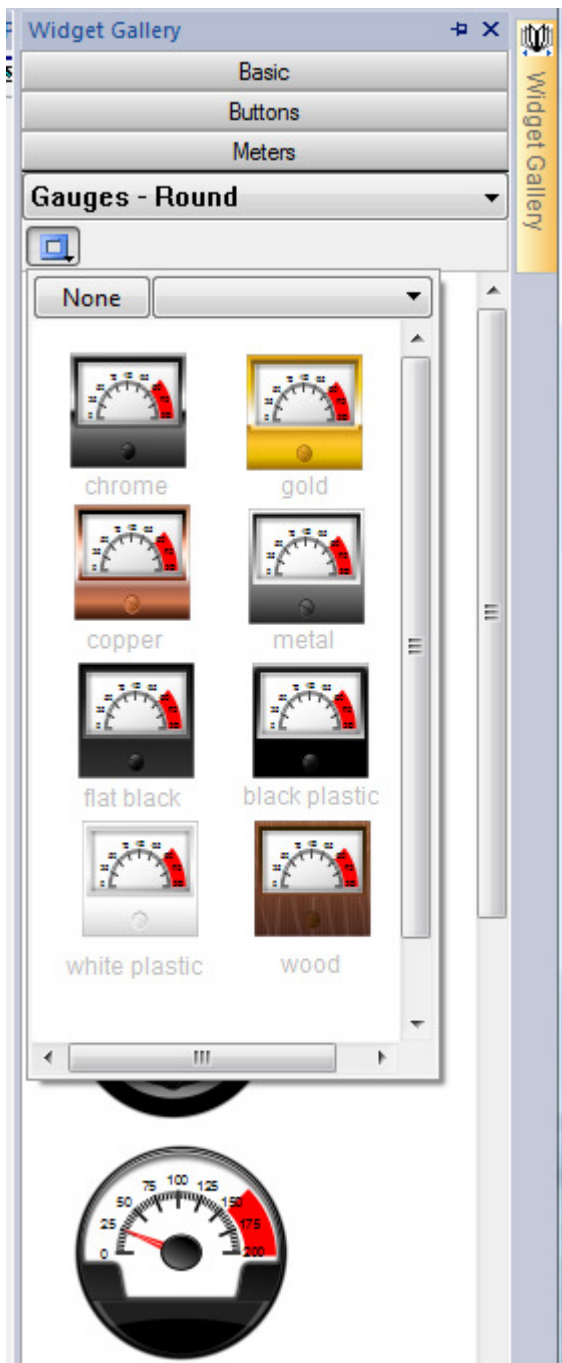 Widget Gallery
Widget Gallery
Basic
Buttons
Meters
Gauges - Round
None
chrome
gold
copper
metal
flat black
black plastic
white plastic
wood
0
25
50
75
100
125
150
175
200